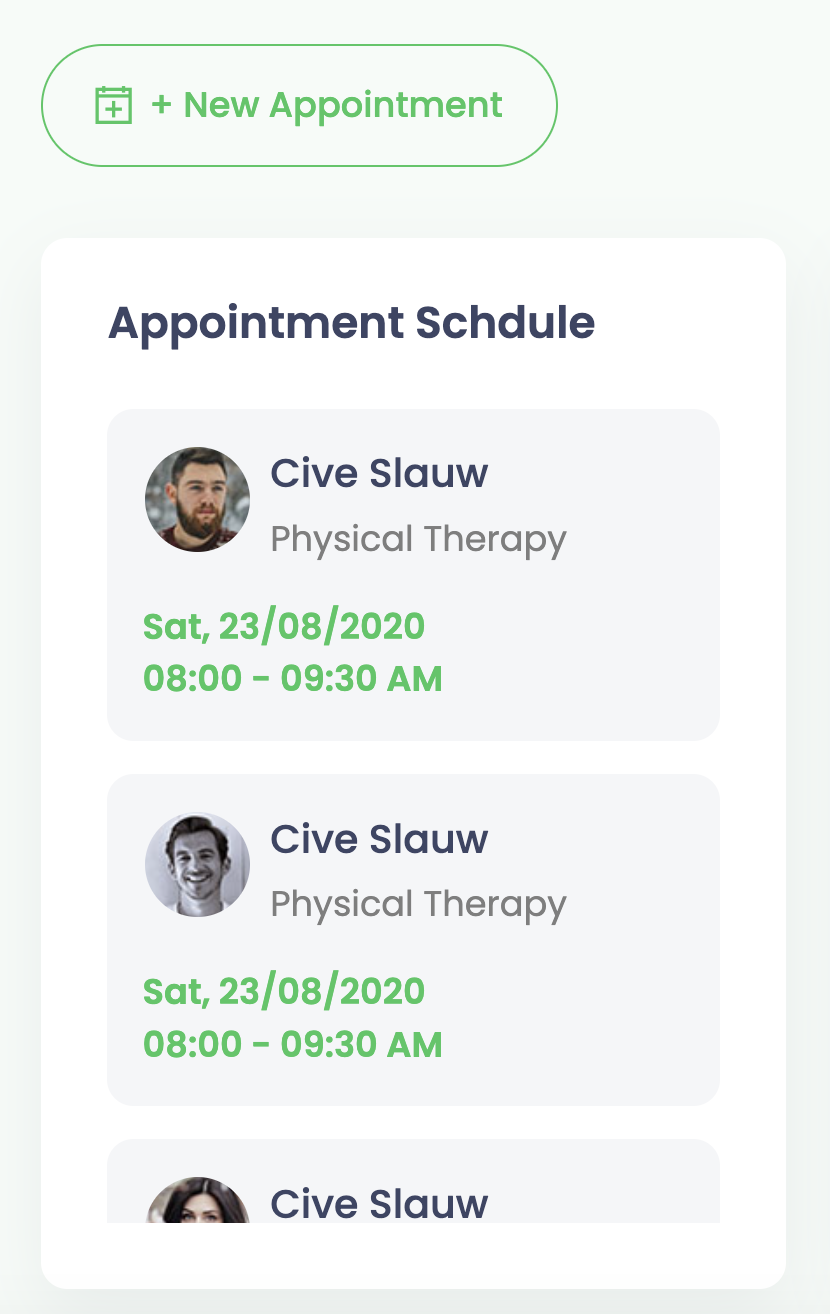 + New Appointment
Appointment Schdule
Cive Slauw
Physical Therapy
Sat, 23/08/2020
08:00 - 09:30 AM
Cive Slauw
Physical Therapy
Sat, 23/08/2020
08:00 - 09:30 AM
Cive Slauw